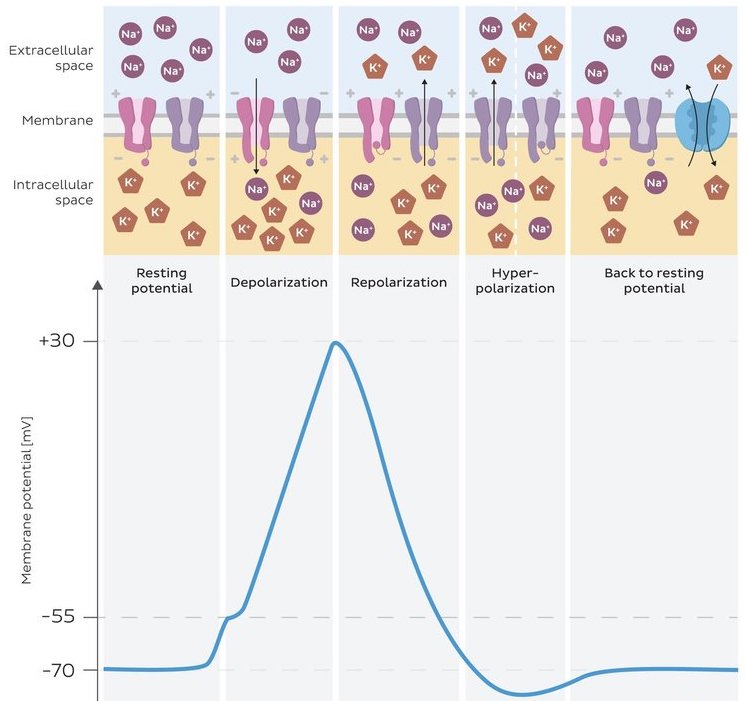 Extracellular
space
Membrane
Intracellular
space
Na⁺ Na⁺ Na⁺ Na⁺ Na⁺
+ +
- -
K⁺ K⁺ K⁺ K⁺ K⁺
Na⁺ Na⁺ Na⁺
- -
+ +
Na⁺ K⁺ Na⁺ K⁺ K⁺ K⁺ K⁺
Na⁺ Na⁺ K⁺ K⁺
+ +
- -
Na⁺ K⁺ K⁺ Na⁺ K⁺ Na⁺
Na⁺ K⁺ K⁺ K⁺ Na⁺
+ +
- -
Na⁺ Na⁺ K⁺ K⁺ Na⁺
Na⁺ Na⁺ Na⁺ Na⁺ K⁺
+ +
- -
Na⁺ K⁺ K⁺ K⁺ K⁺
Resting
potential
Depolarization
Repolarization
Hyper-
polarization
Back to resting
potential
Membrane potential [mV]
+30
-55
-70